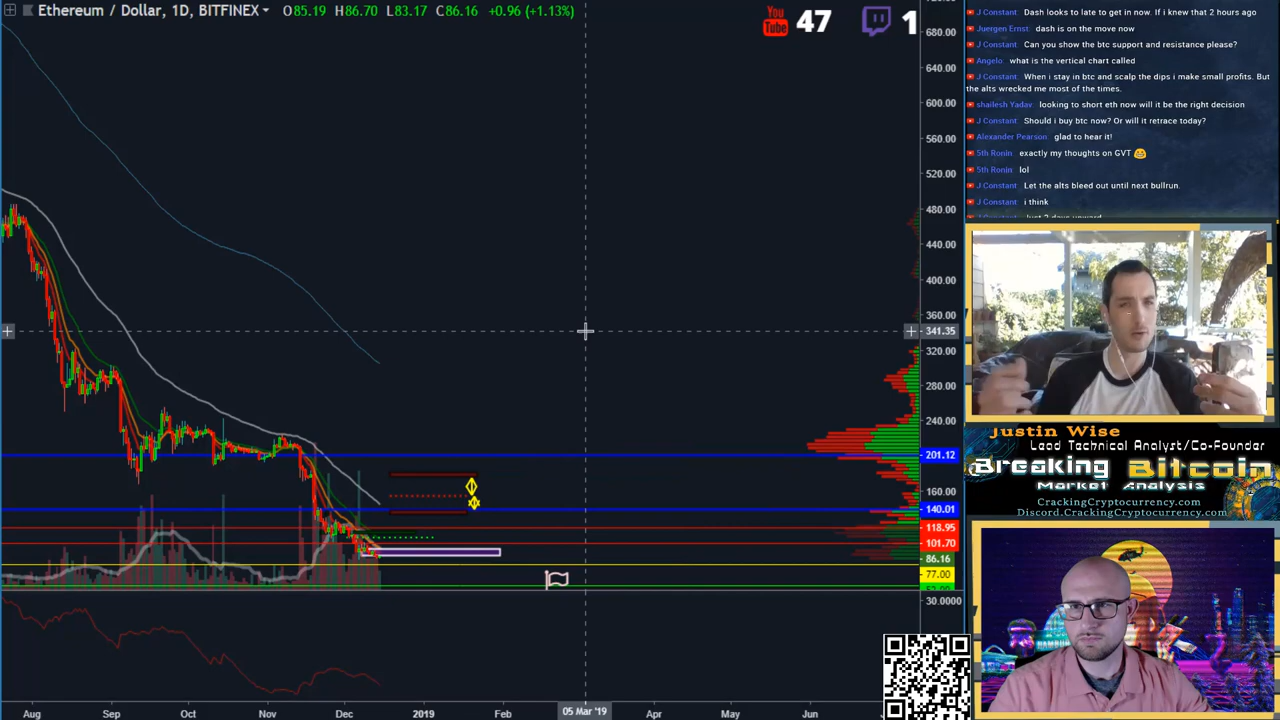 Ethereum / Dollar, 1D, BITFINEX O85.19 H86.70 L83.17 C86.16 +0.96 (+1.13%)
You
Tube
47
1
680.00
640.00
600.00
560.00
520.00
480.00
440.00
400.00
360.00
341.35
320.00
280.00
240.00
201.12
160.00
140.01
118.95
101.70
86.16
77.00
30.0000
Aug Sep Oct Nov Dec 2019 Feb 05 Mar '19 Apr May Jun
J Constant: Dash looks to late to get in now. If i knew that 2 hours ago
Juergen Ernst: dash is on the move now
J Constant: Can you show the btc support and resistance please?
Angelo: what is the vertical chart called
J Constant: When i stay in btc and scalp the dips i make small profits. But
the alts wrecked me most of the times.
shailesh Yadav: looking to short eth now will it be the right decision
J Constant: Should i buy btc now? Or will it retrace today?
Alexander Pearson: glad to hear it!
5th Ronin: exactly my thoughts on GVT 😄
5th Ronin: lol
J Constant: Let the alts bleed out until next bullrun.
J Constant: i think
J Constant: Just 2 days upward
Justin Wise
Lead Technical Analyst/Co-Founder
Breaking Bitcoin
Market Analysis
CrackingCryptocurrency.com
Discord.CrackingCryptocurrency.com